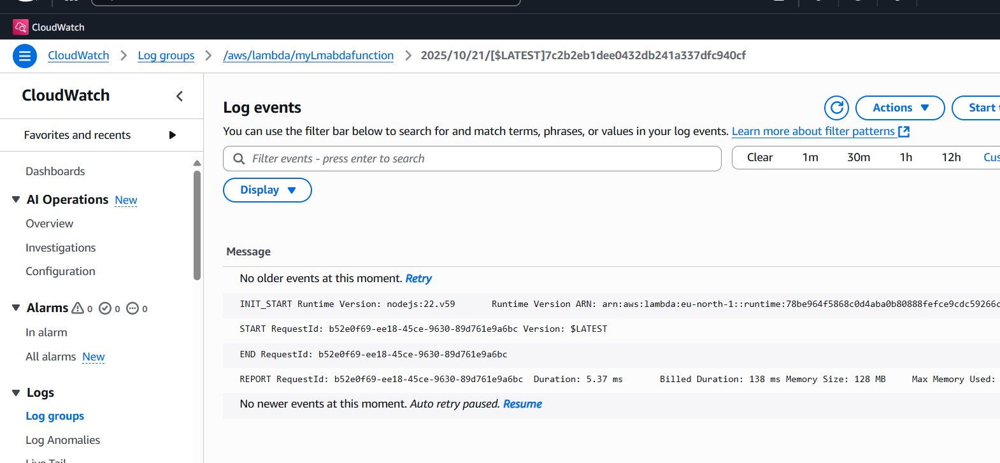 CloudWatch
CloudWatch Log groups /aws/lambda/myLmabdafunction 2025/10/21/[$LATEST]7c2b2eb1dee0432db241a337dfc940cf
CloudWatch
Favorites and recents
Dashboards
AI Operations New
Overview
Investigations
Configuration
Alarms 0 0 0
In alarm
All alarms New
Logs
Log groups
Log Anomalies
Live Tail
Log events
Actions
Start
You can use the filter bar below to search for and match terms, phrases, or values in your log events. Learn more about filter patterns
Filter events - press enter to search
Clear 1m 30m 1h 12h Cus
Display
Message
No older events at this moment. Retry
INIT_START Runtime Version: nodejs:22.v59 Runtime Version ARN: arn:aws:lambda:eu-north-1::runtime:78be964f5868c0d4aba0b80888fefce9cdc59266c
START RequestId: b52e0f69-ee18-45ce-9630-89d761e9a6bc Version: $LATEST
END RequestId: b52e0f69-ee18-45ce-9630-89d761e9a6bc
REPORT RequestId: b52e0f69-ee18-45ce-9630-89d761e9a6bc Duration: 5.37 ms Billed Duration: 138 ms Memory Size: 128 MB Max Memory Used:
No newer events at this moment. Auto retry paused. Resume